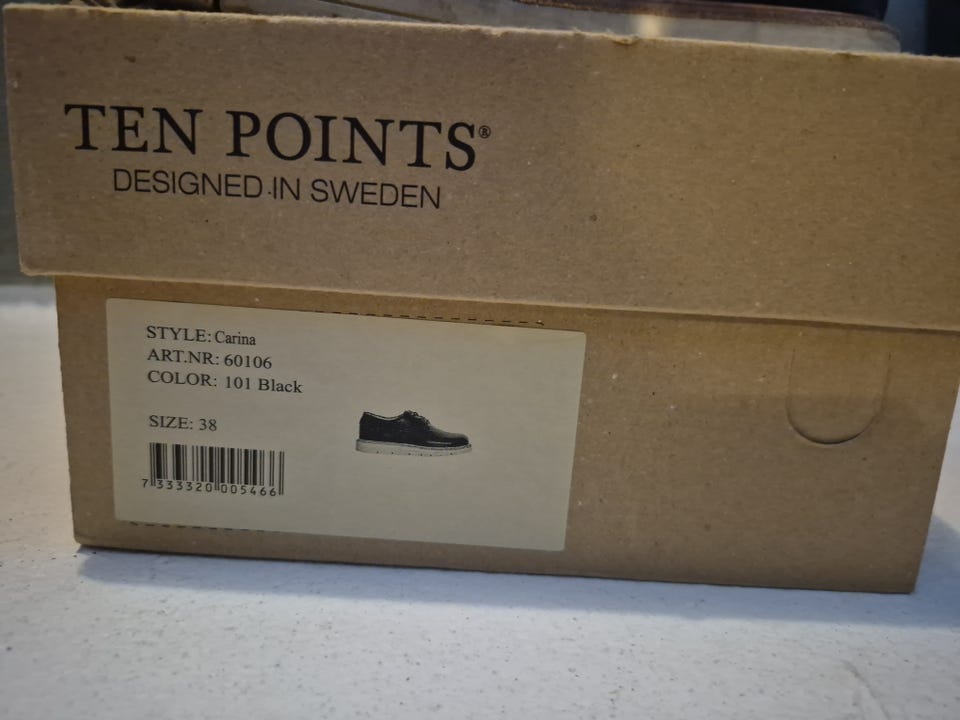 TEN POINTS®
DESIGNED IN SWEDEN
STYLE: Carina
ART.NR: 60106
COLOR: 101 Black
SIZE: 38
7 333320 005466